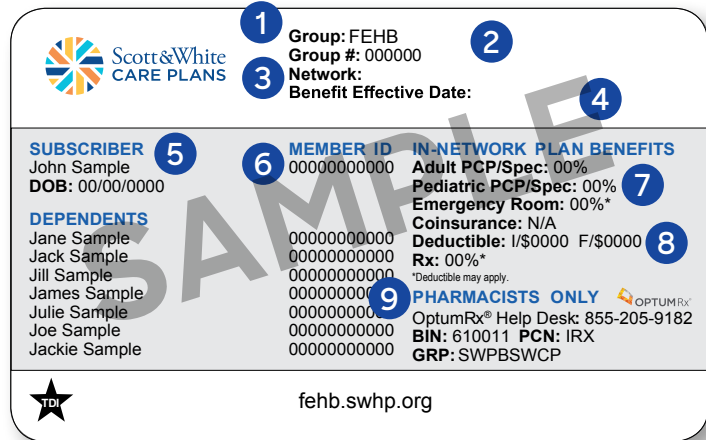 1
Group: FEHB
2
Group #: 000000
Scott&White
CARE PLANS
3
Network:
Benefit Effective Date:
4
SAMPLE
SUBSCRIBER
5
John Sample
DOB: 00/00/0000
6
MEMBER ID
00000000000
DEPENDENTS
Jane Sample 00000000000
Jack Sample 00000000000
Jill Sample 00000000000
James Sample 00000000000
Julie Sample 00000000000
Joe Sample 00000000000
Jackie Sample 00000000000
IN-NETWORK PLAN BENEFITS
Adult PCP/Spec: 00%
Pediatric PCP/Spec: 00%
7
Emergency Room: 00%*
Coinsurance: N/A
Deductible: I/$0000 F/$0000
8
Rx: 00%*
*Deductible may apply.
9
PHARMACISTS ONLY
OPTUMRx®
OptumRx® Help Desk: 855-205-9182
BIN: 610011 PCN: IRX
GRP: SWPBSWCP
TDI
fehb.swhp.org